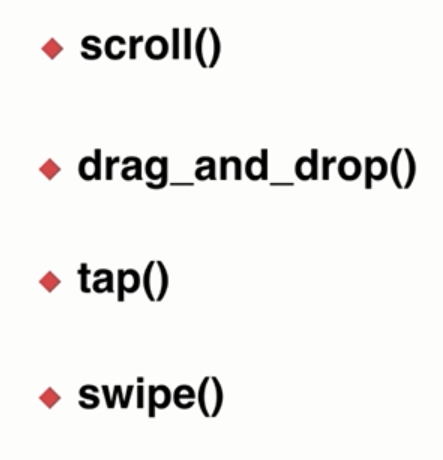 scroll()
drag_and_drop()
tap()
swipe()